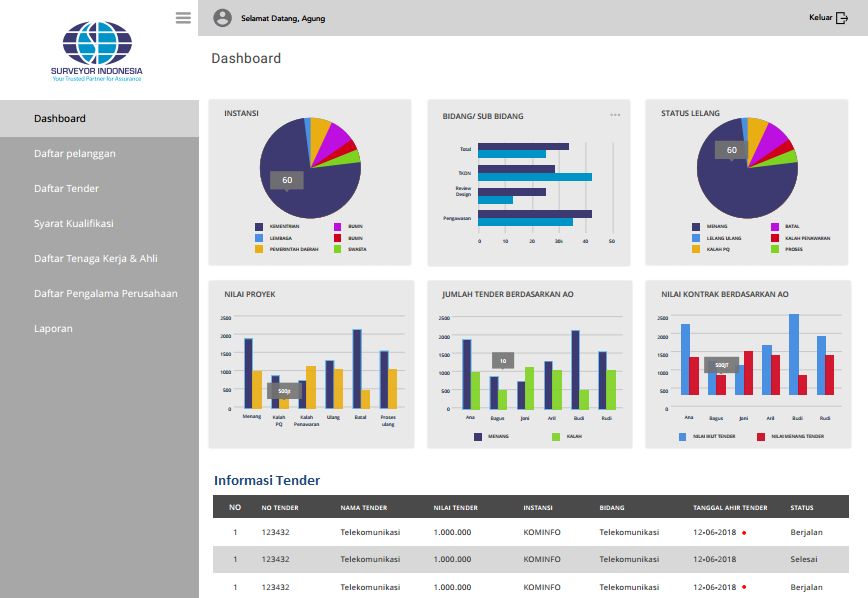 SURVEYOR INDONESIA
Your Trusted Partner for Assurance
Selamat Datang, Agung
Keluar
Dashboard
Dashboard
Daftar pelanggan
Daftar Tender
Syarat Kualifikasi
Daftar Tenaga Kerja & Ahli
Daftar Pengalama Perusahaan
Laporan
INSTANSI
60
KEMENTRIAN
BUMN
LEMBAGA
BUMN
PEMERINTAH DAERAH
SWASTA
BIDANG/ SUB BIDANG
Total
TKDN
Review
Design
Pengawasan
0 10 20 30k 40 50
STATUS LELANG
60
MENANG
BATAL
LELANG ULANG
KALAH PENAWARAN
KALAH PQ
PROSES
NILAI PROYEK
2500
2000
1500
1000
500
0
500jt
Menang Kalah PQ Kalah Penawaran Ulang Batal Proses ulang
JUMLAH TENDER BERDASARKAN AO
2500
2000
1500
1000
500
0
10
Ana Bagus Joni Aril Budi Rudi
MENANG KALAH
NILAI KONTRAK BERDASARKAN AO
2500
2000
1500
1000
500
0
500JT
Ana Bagus Joni Aril Budi Rudi
NILAI IKUT TENDER NILAI MENANG TENDER
Informasi Tender
NO NO TENDER NAMA TENDER NILAI TENDER INSTANSI BIDANG TANGGAL AHIR TENDER STATUS
1 123432 Telekomunikasi 1.000.000 KOMINFO Telekomunikasi 12-06-2018 Berjalan
1 123432 Telekomunikasi 1.000.000 KOMINFO Telekomunikasi 12-06-2018 Selesai
1 123432 Telekomunikasi 1.000.000 KOMINFO Telekomunikasi 12-06-2018 Berjalan